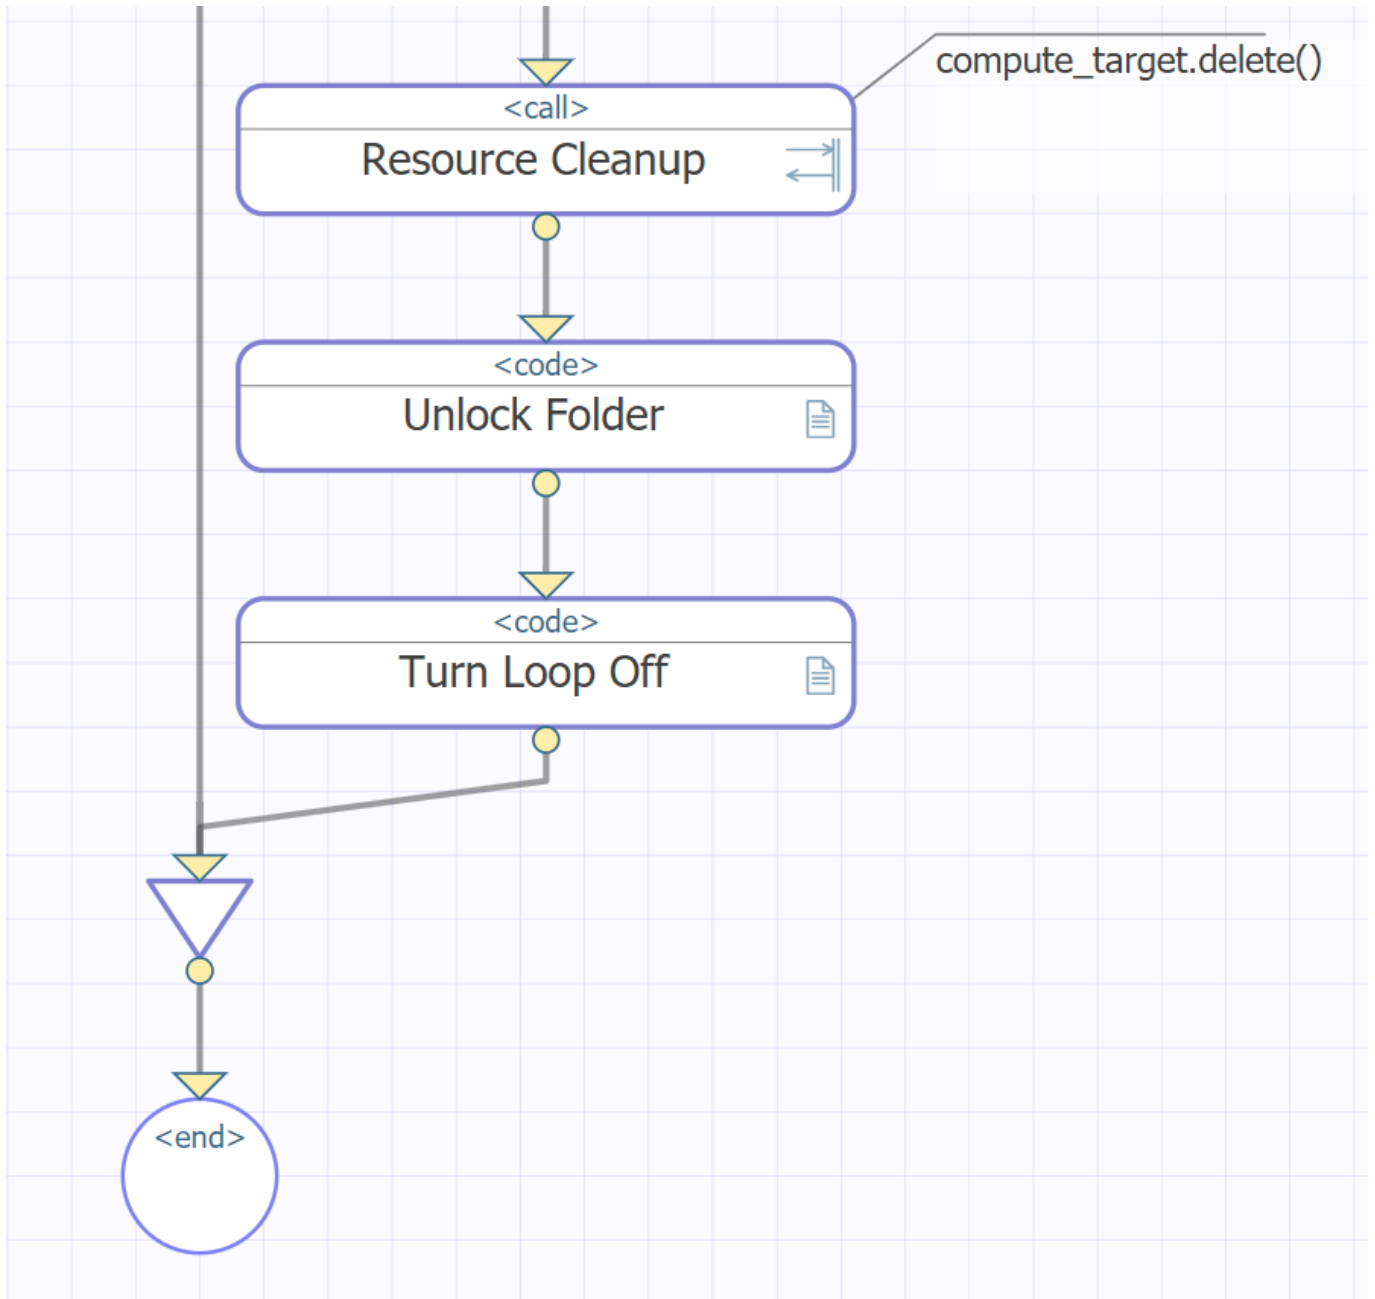 compute_target.delete()
<call>
Resource Cleanup
<code>
Unlock Folder
<code>
Turn Loop Off
<end>